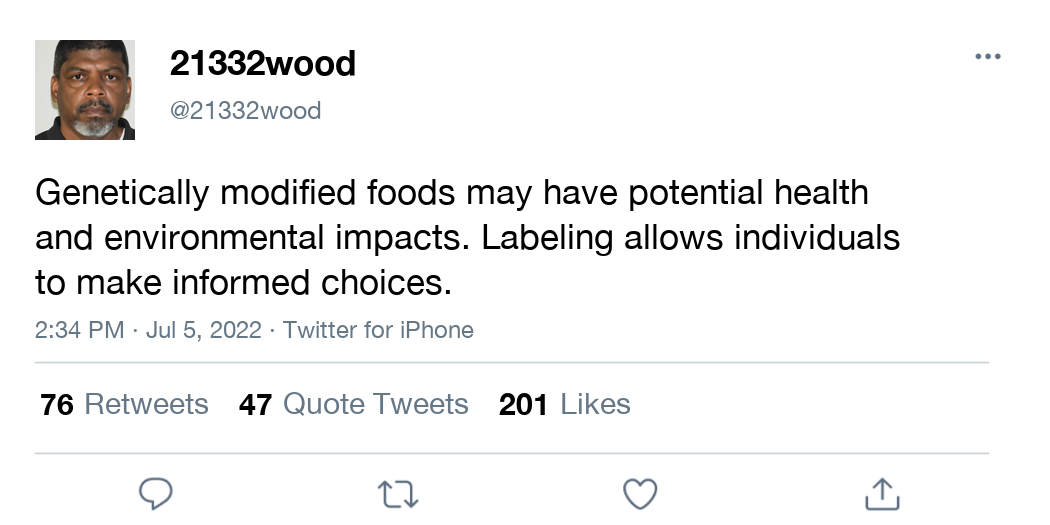 21332wood
@21332wood
Genetically modified foods may have potential health
and environmental impacts. Labeling allows individuals
to make informed choices.
2:34 PM · Jul 5, 2022 · Twitter for iPhone
76 Retweets 47 Quote Tweets 201 Likes